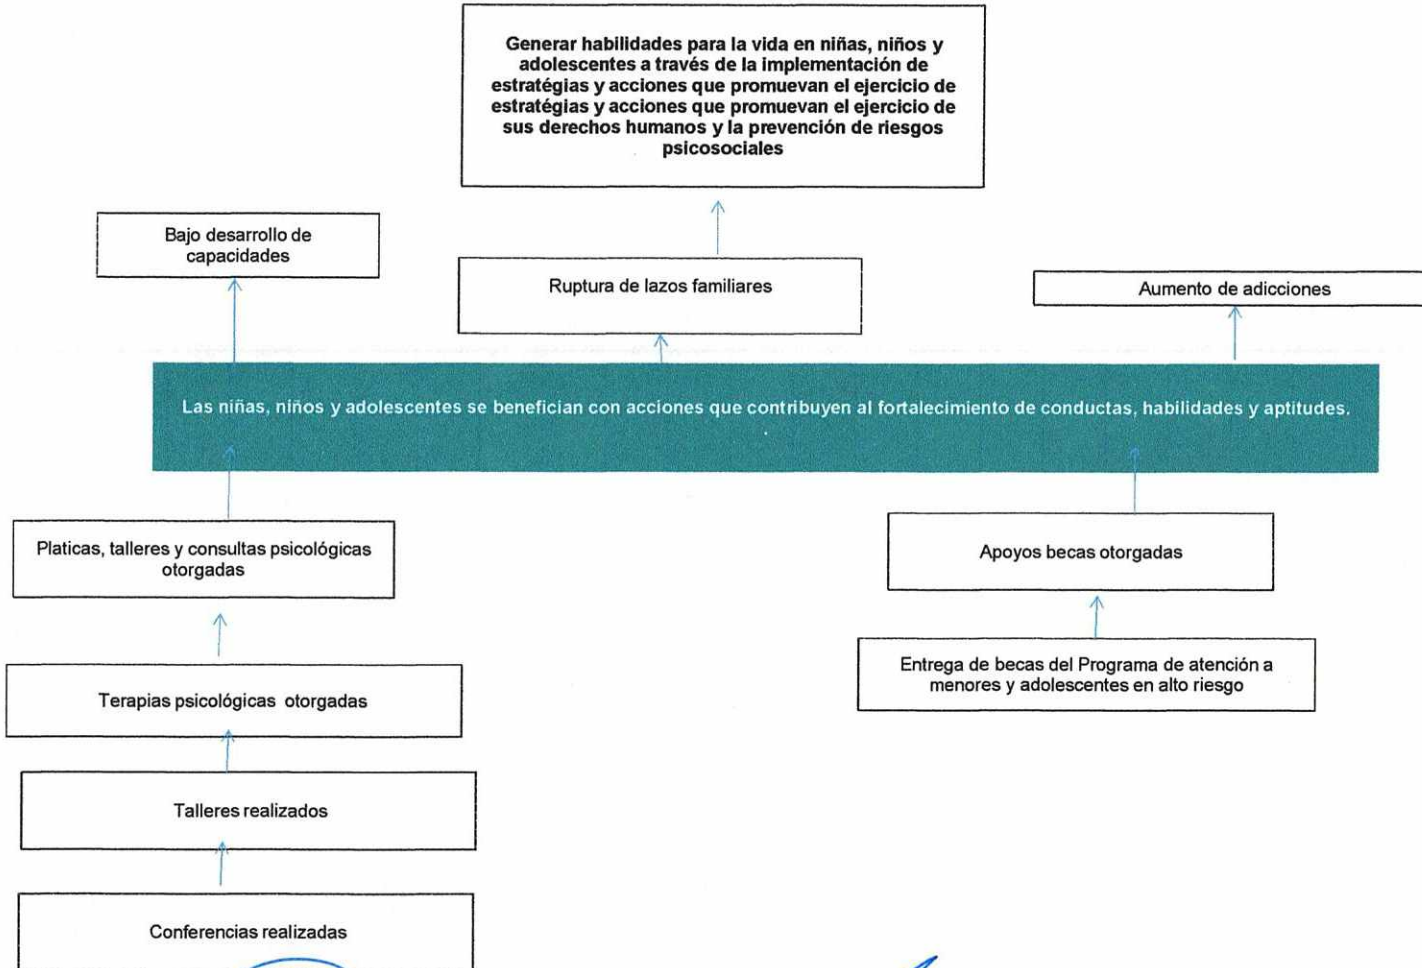 Generar habilidades para la vida en niñas, niños y
adolescentes a través de la implementación de
estratégias y acciones que promuevan el ejercicio de
estratégias y acciones que promuevan el ejercicio de
sus derechos humanos y la prevención de riesgos
psicosociales
Bajo desarrollo de
capacidades
Ruptura de lazos familiares
Aumento de adicciones
Las niñas, niños y adolescentes se benefician con acciones que contribuyen al fortalecimiento de conductas, habilidades y aptitudes.
Platicas, talleres y consultas psicológicas
otorgadas
Apoyos becas otorgadas
Terapias psicológicas otorgadas
Entrega de becas del Programa de atención a
menores y adolescentes en alto riesgo
Talleres realizados
Conferencias realizadas